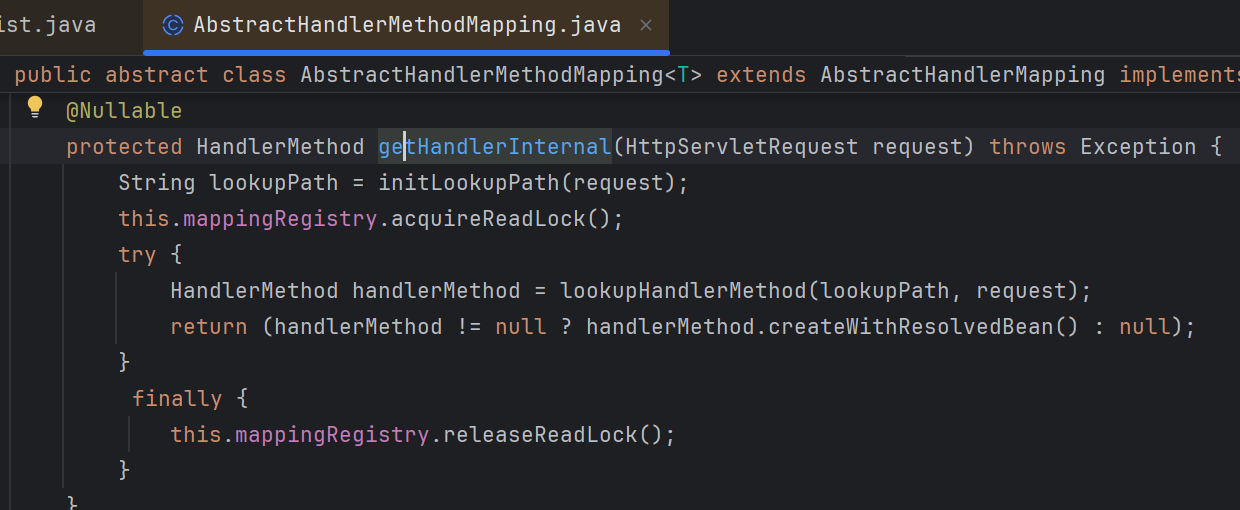 ist.java
AbstractHandlerMethodMapping.java ×
public abstract class AbstractHandlerMethodMapping<T> extends AbstractHandlerMapping implements
@Nullable
protected HandlerMethod getHandlerInternal(HttpServletRequest request) throws Exception {
String lookupPath = initLookupPath(request);
this.mappingRegistry.acquireReadLock();
try {
HandlerMethod handlerMethod = lookupHandlerMethod(lookupPath, request);
return (handlerMethod != null ? handlerMethod.createWithResolvedBean() : null);
}
finally {
this.mappingRegistry.releaseReadLock();
}
}